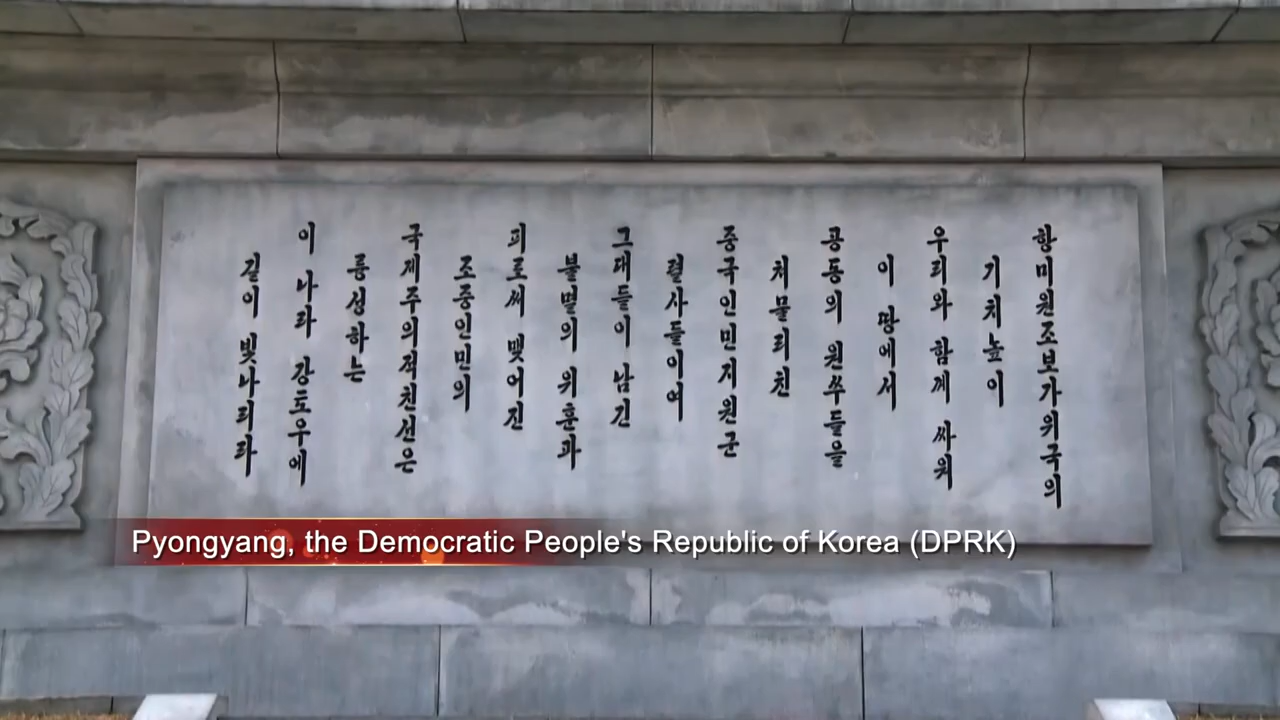 항미원조보가위국의
기치높이
우리와 함께 싸워
이 땅에서
공동의 원쑤들을
처물리친
중국인민지원군
렬사들이여
그대들이 남긴
불멸의 위훈과
피로써 맺어진
조중인민의
국제주의적친선은
륭성하는
이 나라 강토우에
길이 빛나리라
Pyongyang, the Democratic People's Republic of Korea (DPRK)